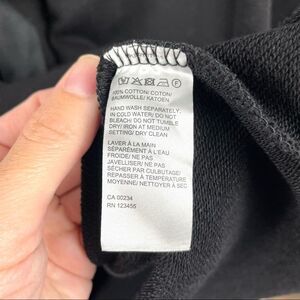 100% COTTON/ COTON/
BAUMWOLLE/ KATOEN
HAND WASH SEPARATELY,
IN COLD WATER/ DO NOT
BLEACH/ DO NOT TUMBLE
DRY/ IRON AT MEDIUM
SETTING/ DRY CLEAN
LAVER À LA MAIN
SÉPARÉMENT À L'EAU
FROIDE/ NE PAS
JAVELLISER/ NE PAS
SÉCHER PAR CULBUTAGE/
REPASSER À TEMPÉRATURE
MOYENNE/ NETTOYER À SEC
CA 00234
RN 123456